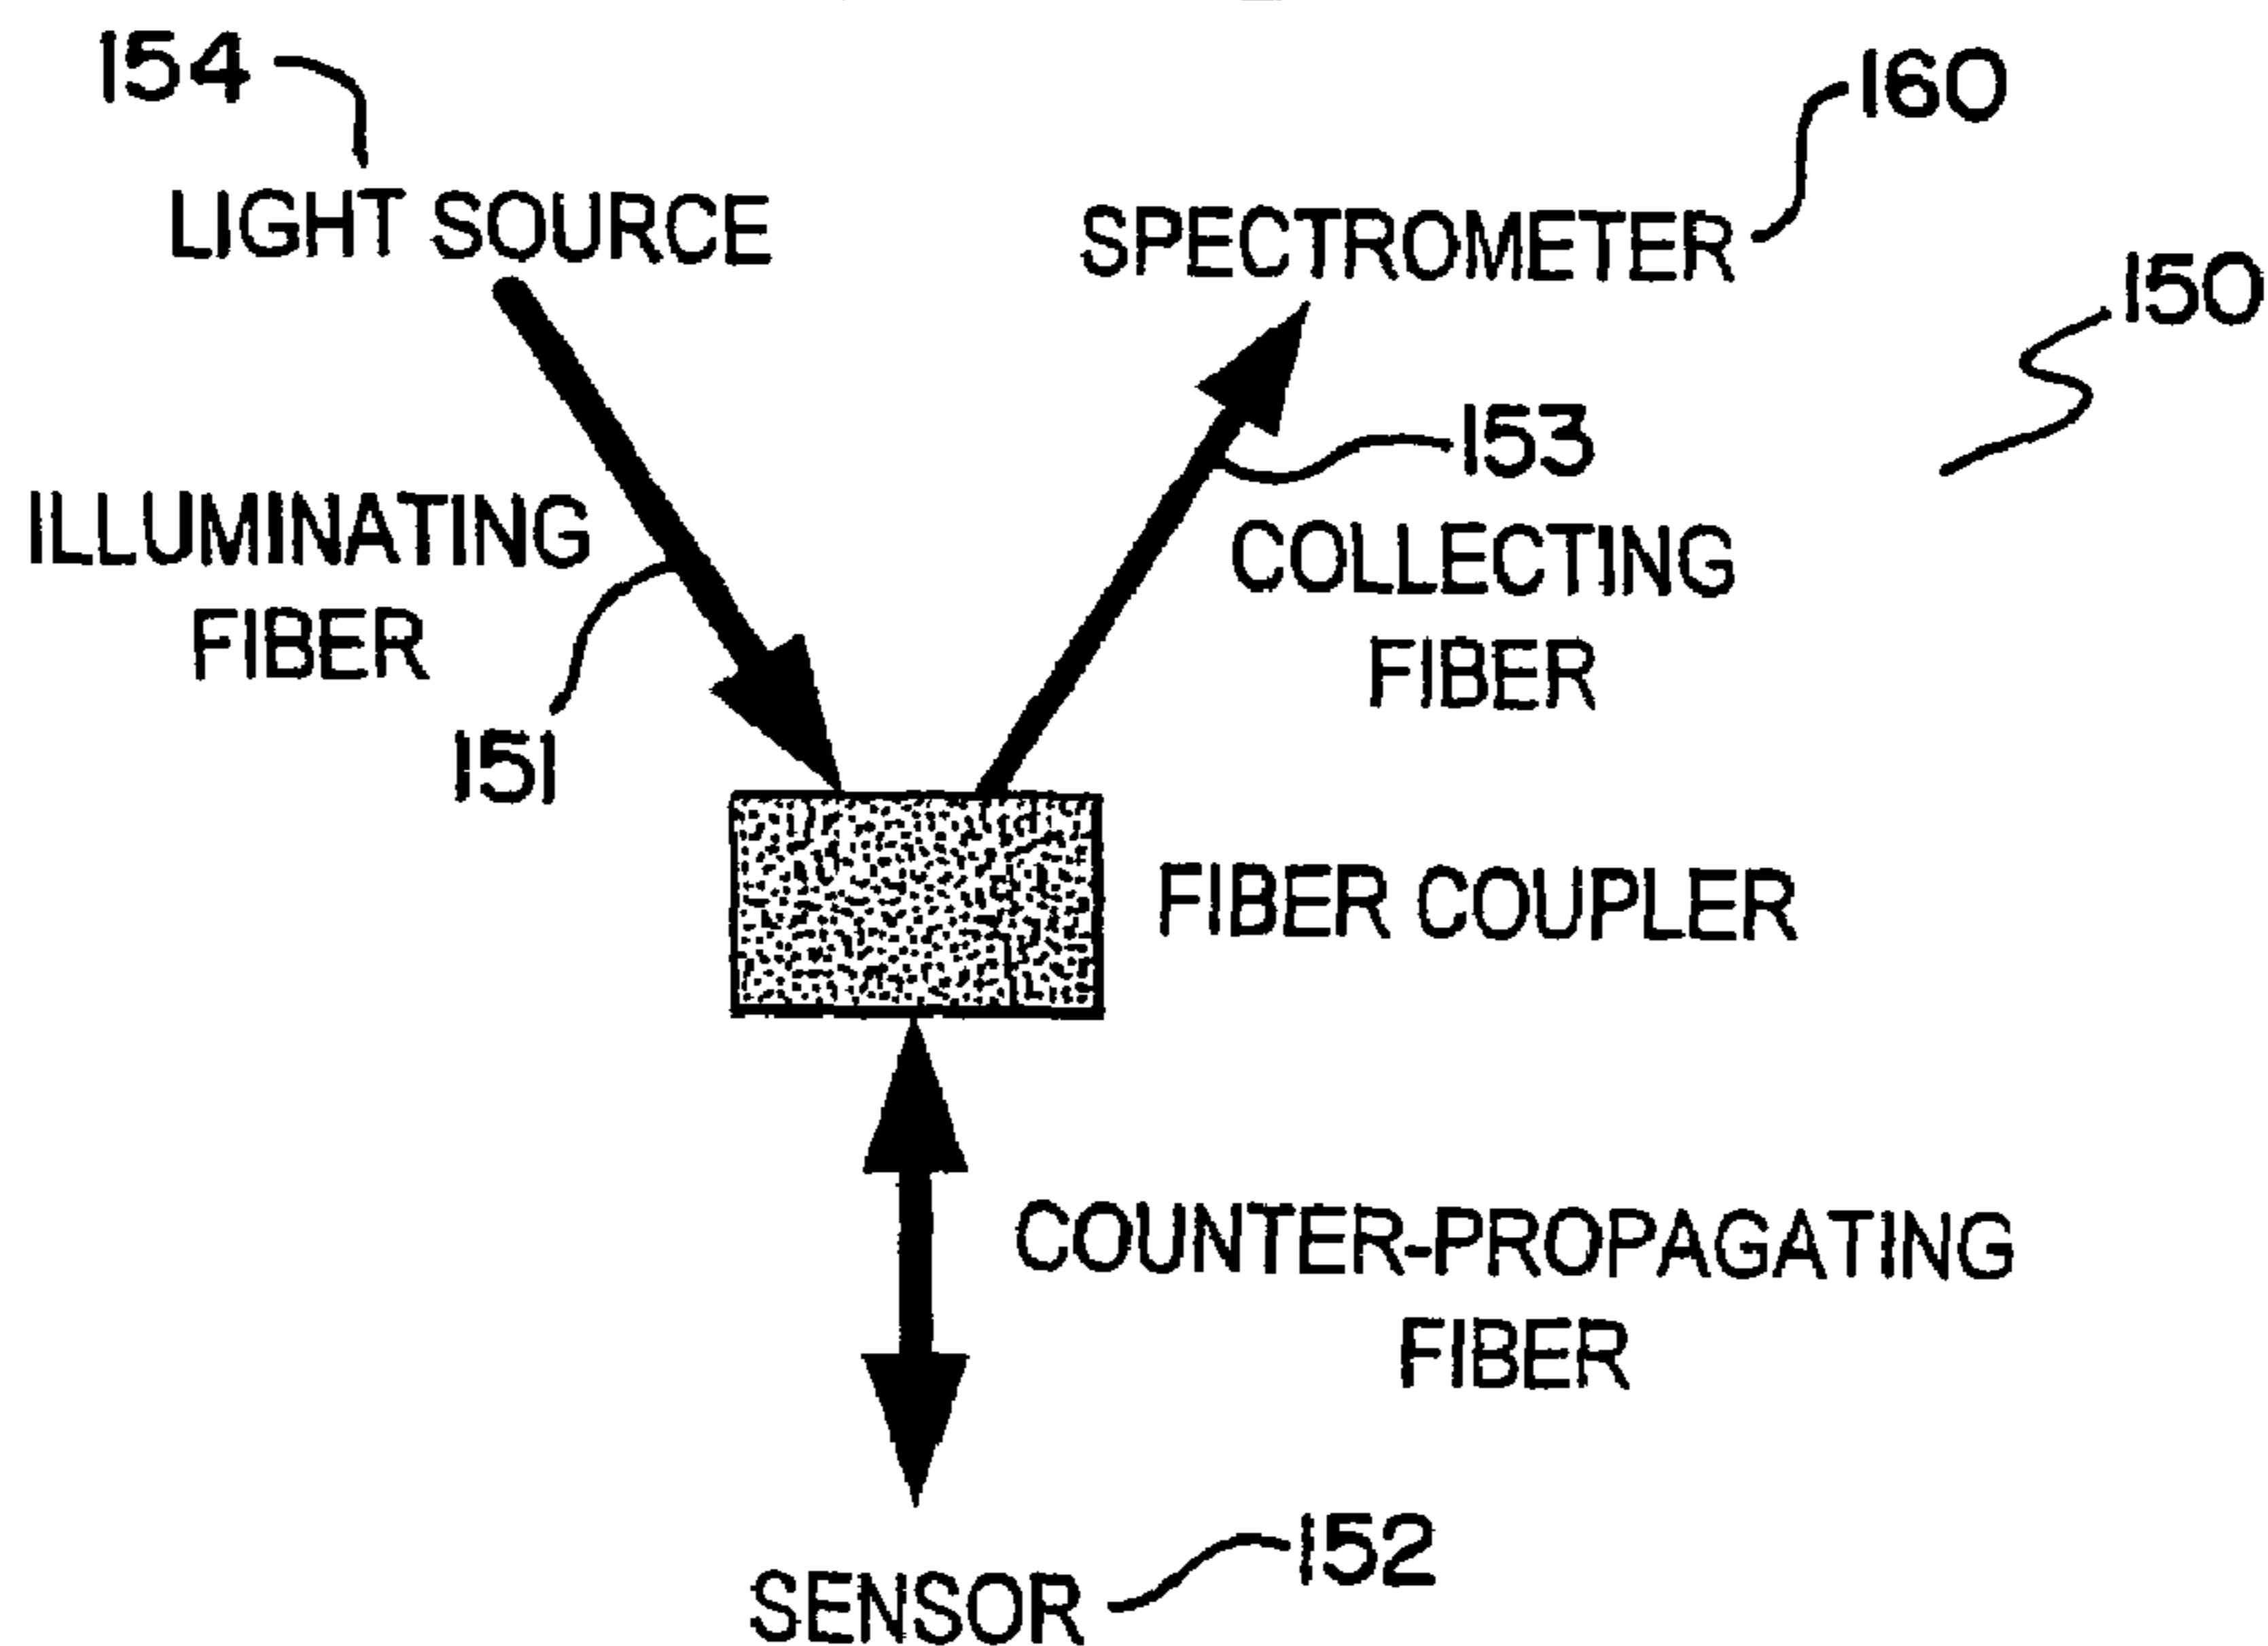 154
160
LIGHT SOURCE
SPECTROMETER
150
153
ILLUMINATING
FIBER
COLLECTING
FIBER
151
FIBER COUPLER
COUNTER-PROPAGATING
FIBER
152
SENSOR